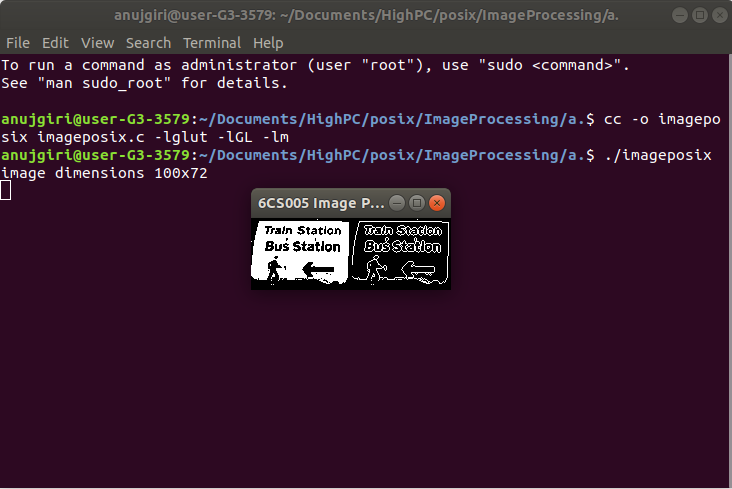 anujgiri@user-G3-3579: ~/Documents/HighPC/posix/ImageProcessing/a.
File Edit View Search Terminal Help
To run a command as administrator (user "root"), use "sudo <command>".
See "man sudo_root" for details.
anujgiri@user-G3-3579:~/Documents/HighPC/posix/ImageProcessing/a.$ cc -o imagepo
six imageposix.c -lglut -lGL -lm
anujgiri@user-G3-3579:~/Documents/HighPC/posix/ImageProcessing/a.$ ./imageposix
image dimensions 100x72
6CS005 Image P...
Train Station
Bus Station
Train Station
Bus Station